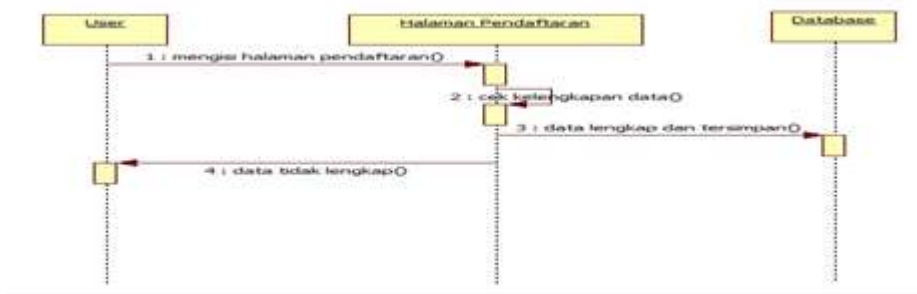 User
Halaman Pendaftaran
Database
1 : mengisi halaman pendaftaran()
2 : cek kelengkapan data()
3 : data lengkap dan tersimpan()
4 : data tidak lengkap()